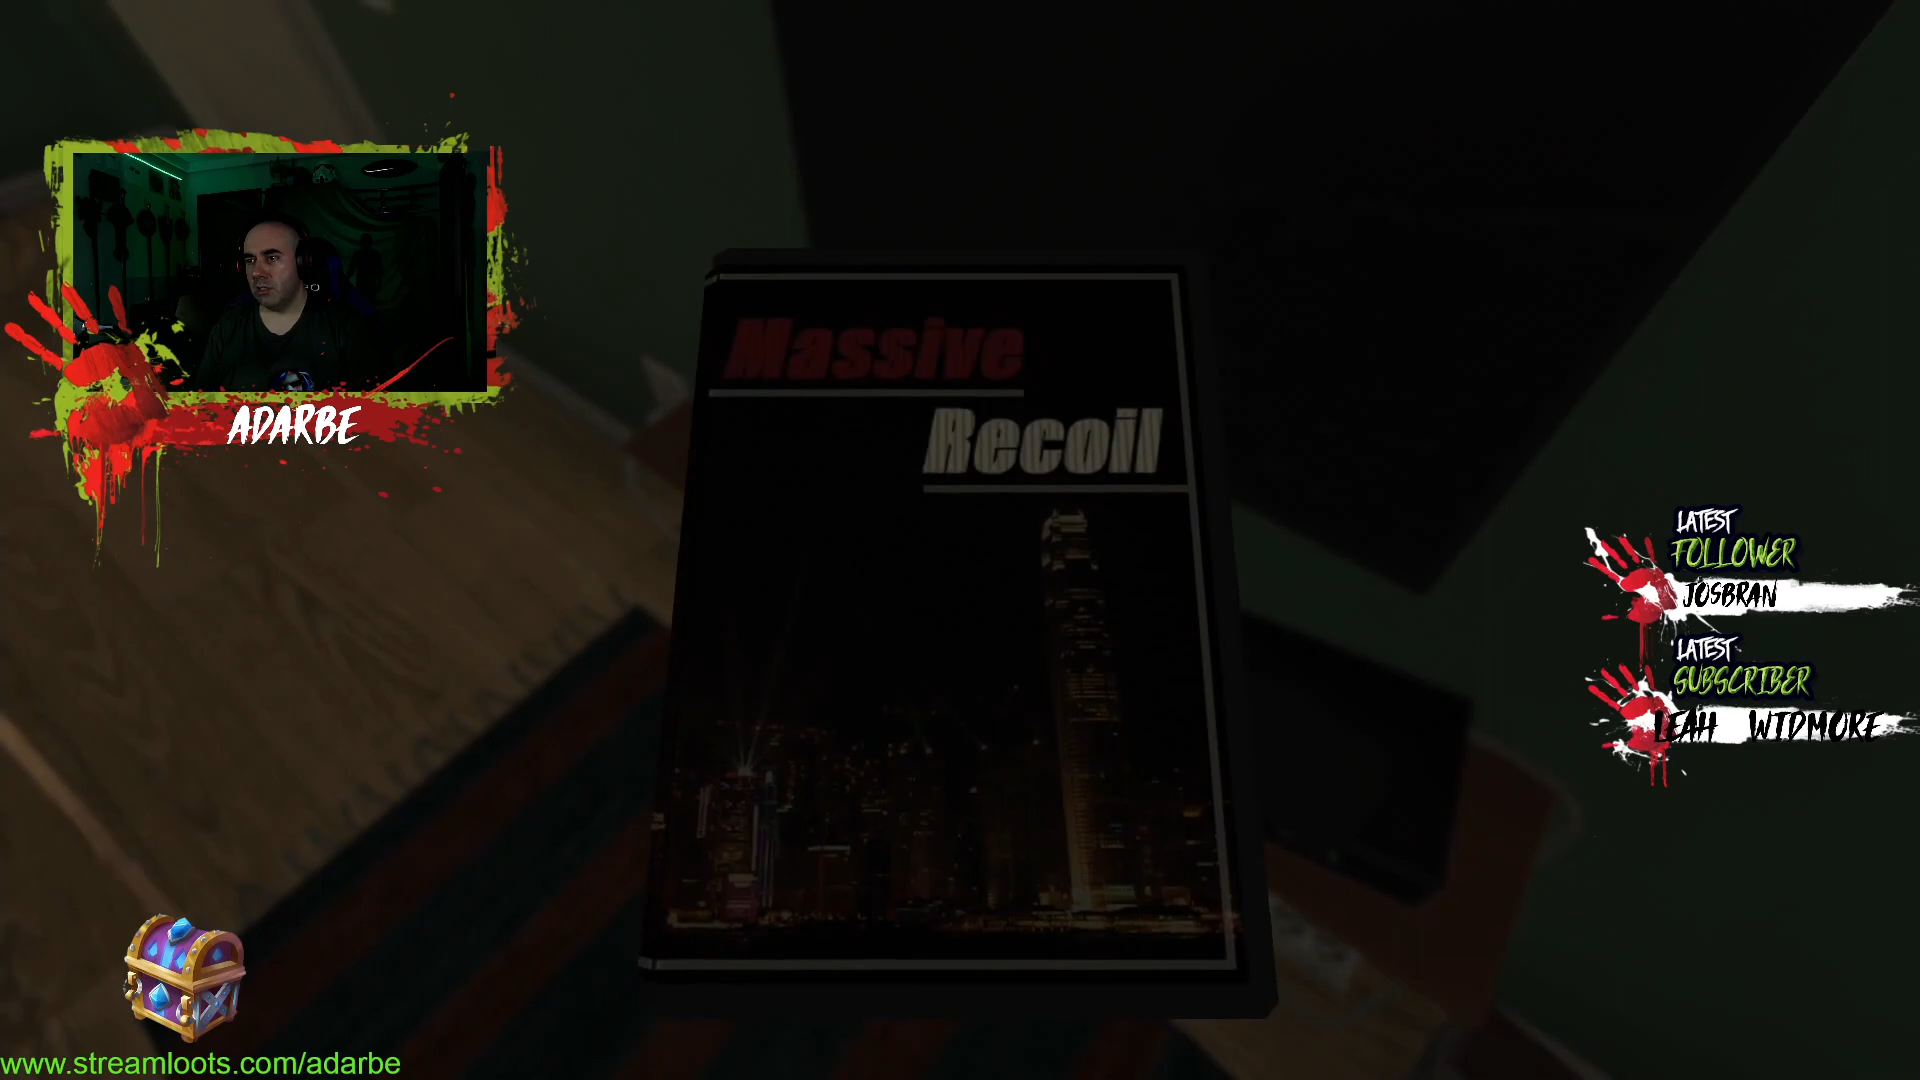 ADARBE
Massive
Recoil
LATEST
FOLLOWER
JOSBRAN
LATEST
SUBSCRIBER
LEAH WIDMORE
www.streamloots.com/adarbe